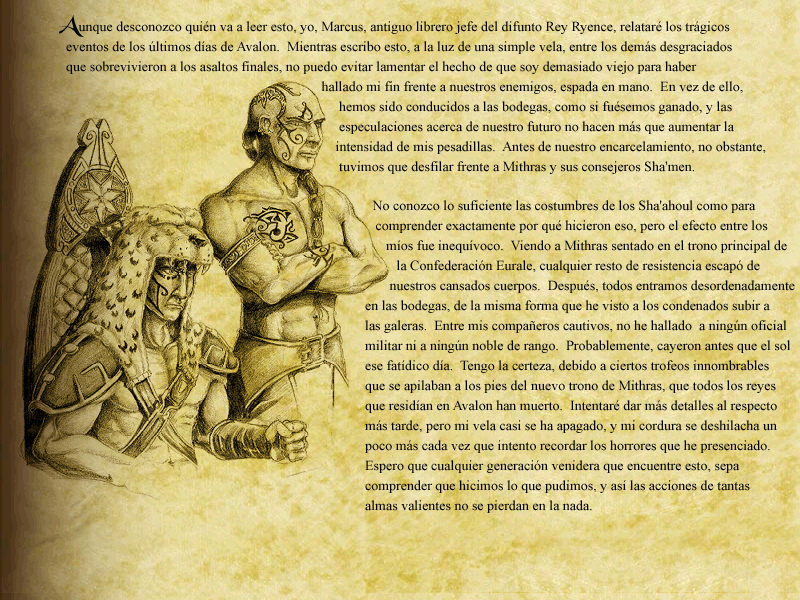 Aunque desconozco quién va a leer esto, yo, Marcus, antiguo librero jefe del difunto Rey Ryence, relataré los trágicos
eventos de los últimos días de Avalon.  Mientras escribo esto, a la luz de una simple vela, entre los demás desgraciados
que sobrevivieron a los asaltos finales, no puedo evitar lamentar el hecho de que soy demasiado viejo para haber
hallado mi fin frente a nuestros enemigos, espada en mano.  En vez de ello,
hemos sido conducidos a las bodegas, como si fuésemos ganado, y las
especulaciones acerca de nuestro futuro no hacen más que aumentar la
intensidad de mis pesadillas.  Antes de nuestro encarcelamiento, no obstante,
tuvimos que desfilar frente a Mithras y sus consejeros Sha'men.

No conozco lo suficiente las costumbres de los Sha'ahoul como para
comprender exactamente por qué hicieron eso, pero el efecto entre los
míos fue inequívoco.  Viendo a Mithras sentado en el trono principal de
la Confederación Eurale, cualquier resto de resistencia escapó de
nuestros cansados cuerpos.  Después, todos entramos desordenadamente
en las bodegas, de la misma forma que he visto a los condenados subir a
las galeras.  Entre mis compañeros cautivos, no he hallado  a ningún oficial
militar ni a ningún noble de rango.  Probablemente, cayeron antes que el sol
ese fatídico día.  Tengo la certeza, debido a ciertos trofeos innombrables
que se apilaban a los pies del nuevo trono de Mithras, que todos los reyes
que residían en Avalon han muerto.  Intentaré dar más detalles al respecto
más tarde, pero mi vela casi se ha apagado, y mi cordura se deshilacha un
poco más cada vez que intento recordar los horrores que he presenciado.
Espero que cualquier generación venidera que encuentre esto, sepa
comprender que hicimos lo que pudimos, y así las acciones de tantas
almas valientes no se pierdan en la nada.